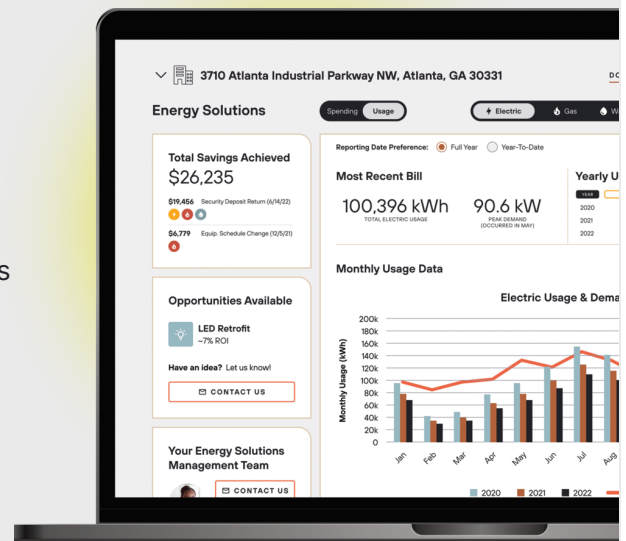 s
3710 Atlanta Industrial Parkway NW, Atlanta, GA 30331
Energy Solutions
Spending Usage
Electric Gas
Total Savings Achieved
$26,235
$19,456 Security Deposit Return (6/14/22)
$6,779 Equip. Schedule Change (12/5/21)
Opportunities Available
LED Retrofit
~7% ROI
Have an idea? Let us know!
CONTACT US
Your Energy Solutions
Management Team
CONTACT US
Reporting Date Preference: Full Year Year-To-Date
Most Recent Bill
100,396 kWh
TOTAL ELECTRIC USAGE
90.6 kW
PEAK DEMAND
(OCCURRED IN MAY)
Yearly U
YEAR
2020
2021
2022
Monthly Usage Data
Electric Usage & Dema
Monthly Usage (kWh)
200k
180k
160k
140k
120k
100k
80k
60k
40k
20k
0
Jan Feb Mar Apr May Jun Jul Aug
2020 2021 2022